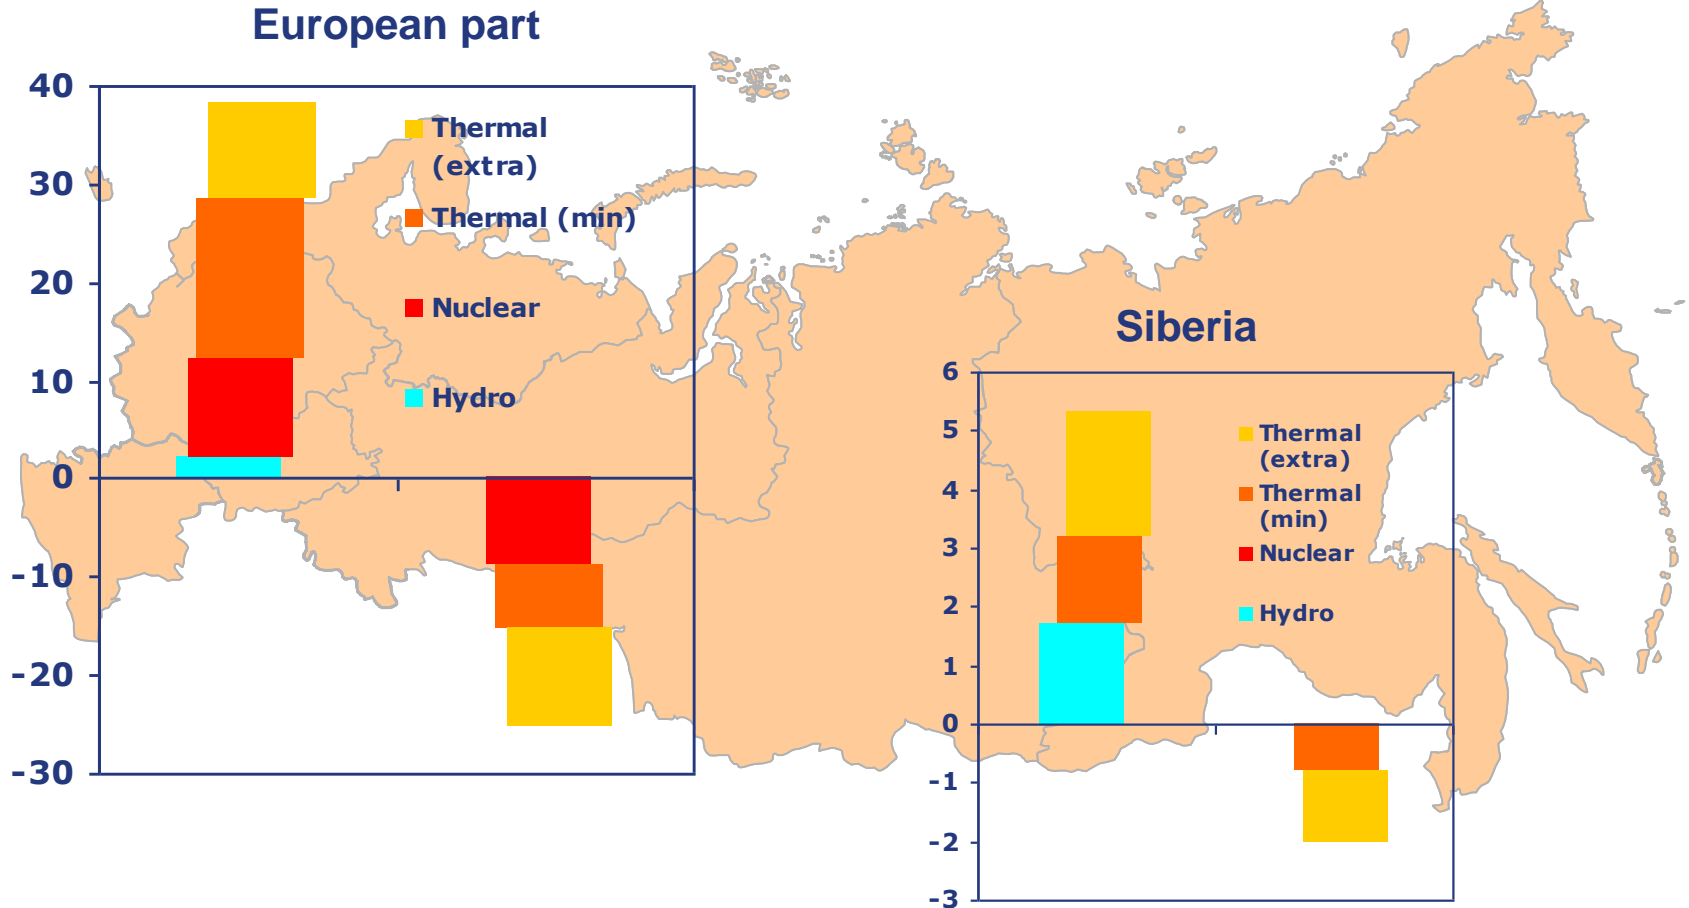 European part
40
30
20
10
0
-10
-20
-30
Thermal
(extra)
Thermal (min)
Nuclear
Hydro
Siberia
6
5
4
3
2
1
0
-1
-2
-3
Thermal
(extra)
Thermal
(min)
Nuclear
Hydro